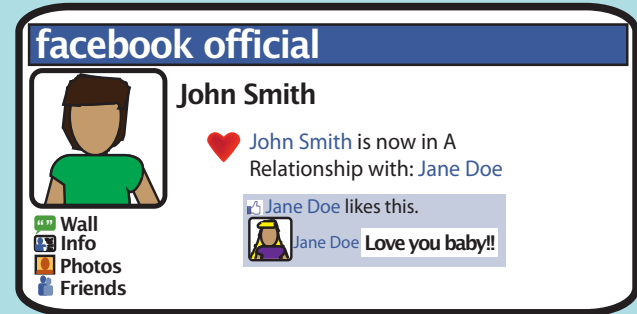 facebook official
John Smith
John Smith is now in A
Relationship with: Jane Doe
Jane Doe likes this.
Jane Doe Love you baby!!
Wall
Info
Photos
Friends